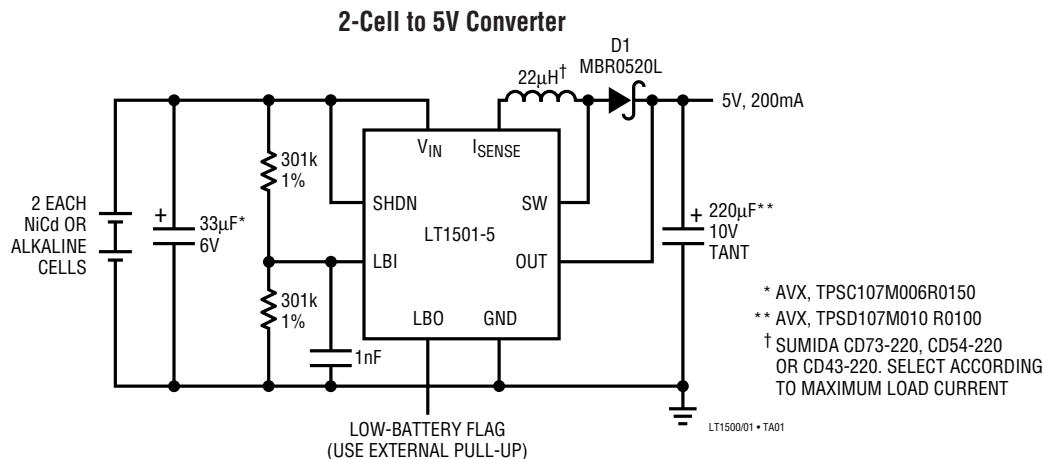 2-Cell to 5V Converter
D1
MBR0520L
22µH†
5V, 200mA
VIN
ISENSE
301k
1%
SHDN
SW
2 EACH
NiCd OR
ALKALINE
CELLS
+
33µF*
6V
LT1501-5
+
220µF**
10V
TANT
LBI
OUT
301k
1%
LBO
GND
1nF
* AVX, TPSC107M006R0150
** AVX, TPSD107M010 R0100
† SUMIDA CD73-220, CD54-220
OR CD43-220. SELECT ACCORDING
TO MAXIMUM LOAD CURRENT
LOW-BATTERY FLAG
(USE EXTERNAL PULL-UP)
LT1500/01 • TA01